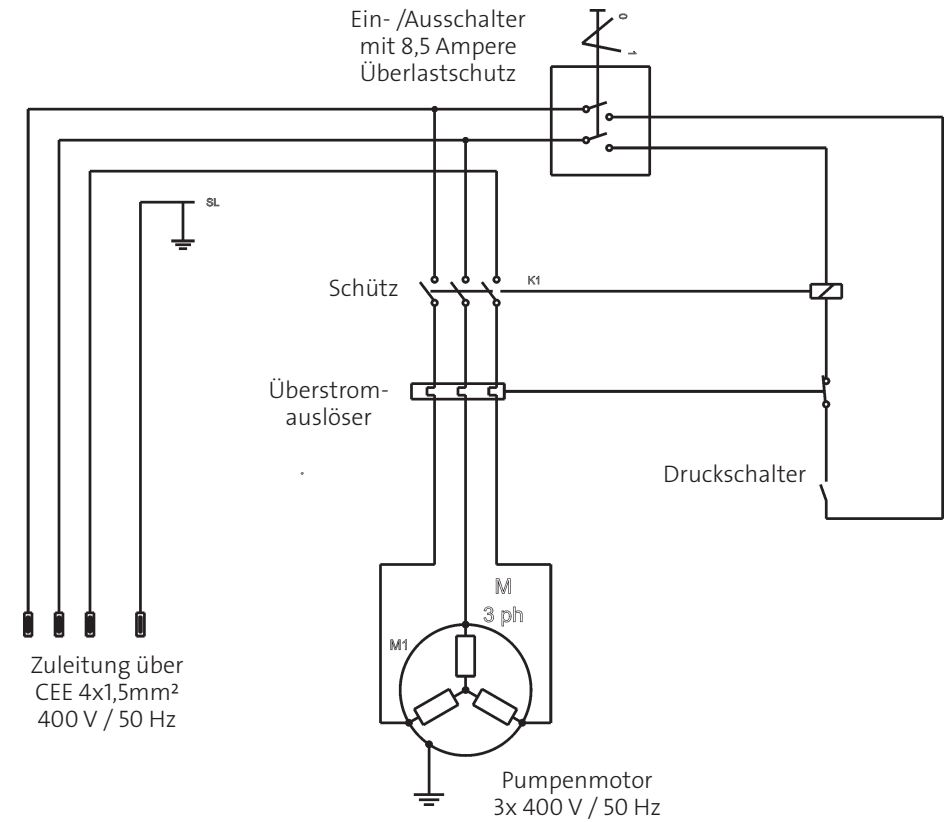 Ein- /Ausschalter
mit 8,5 Ampere
Überlastschutz
0
1
SL
Schütz
K1
Überstrom-
auslöser
Druckschalter
M
3 ph
M1
Zuleitung über
CEE 4x1,5mm²
400 V / 50 Hz
Pumpenmotor
3x 400 V / 50 Hz